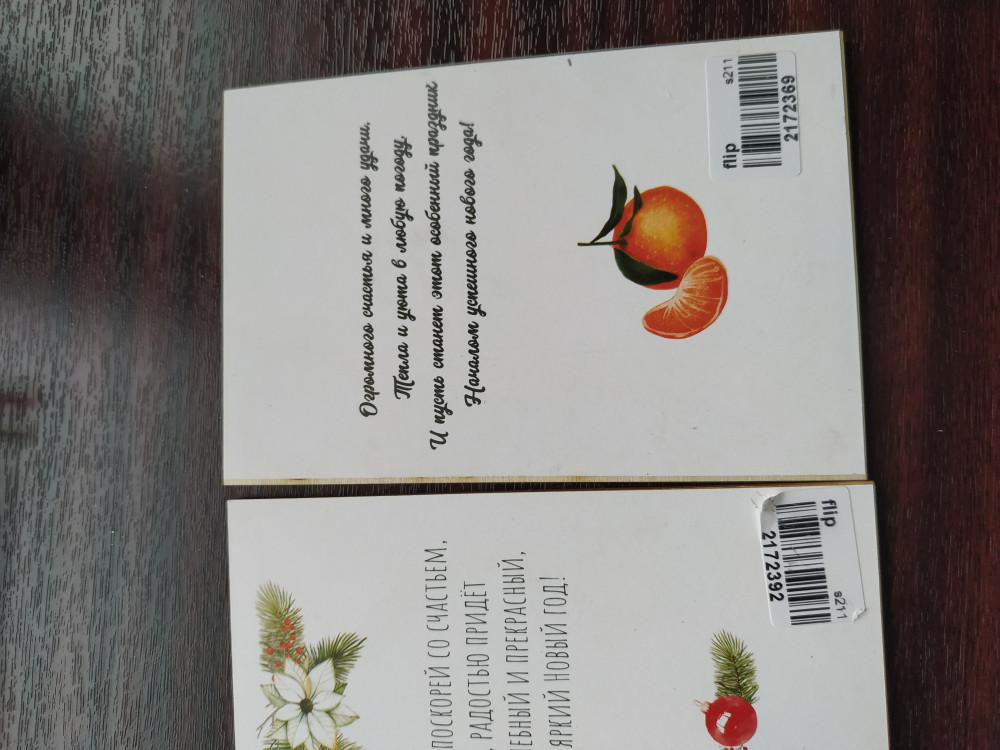 Огромного счастья и много удачи.
Тепла и уюта в любую погоду.
И пусть станет этот особенный праздник
Началом успешного нового года!
flip s211
2172369
ПОСКОРЕЙ СО СЧАСТЬЕМ,
РАДОСТЬЮ ПРИДЁТ
И ПРЕКРАСНЫЙ,
ЯРКИЙ НОВЫЙ ГОД!
flip s211
2172392